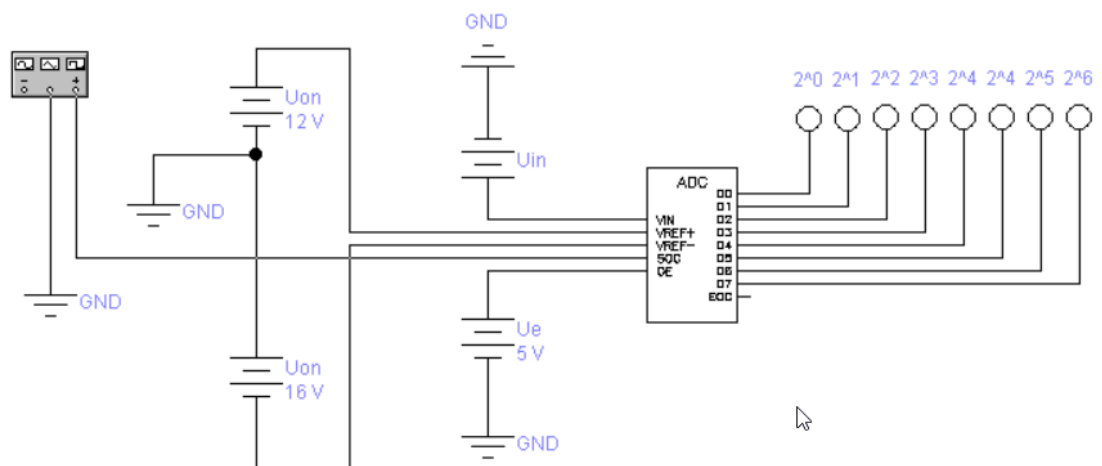 GND
2^0 2^1 2^2 2^3 2^4 2^4 2^5 2^6
- +
Uon
12 V
Uin
GND
ADC
D0
D1
VIN D2
VREF+ D3
VREF- D4
SOC D5
OE D6
D7
EOC
GND
Ue
5 V
Uon
16 V
GND